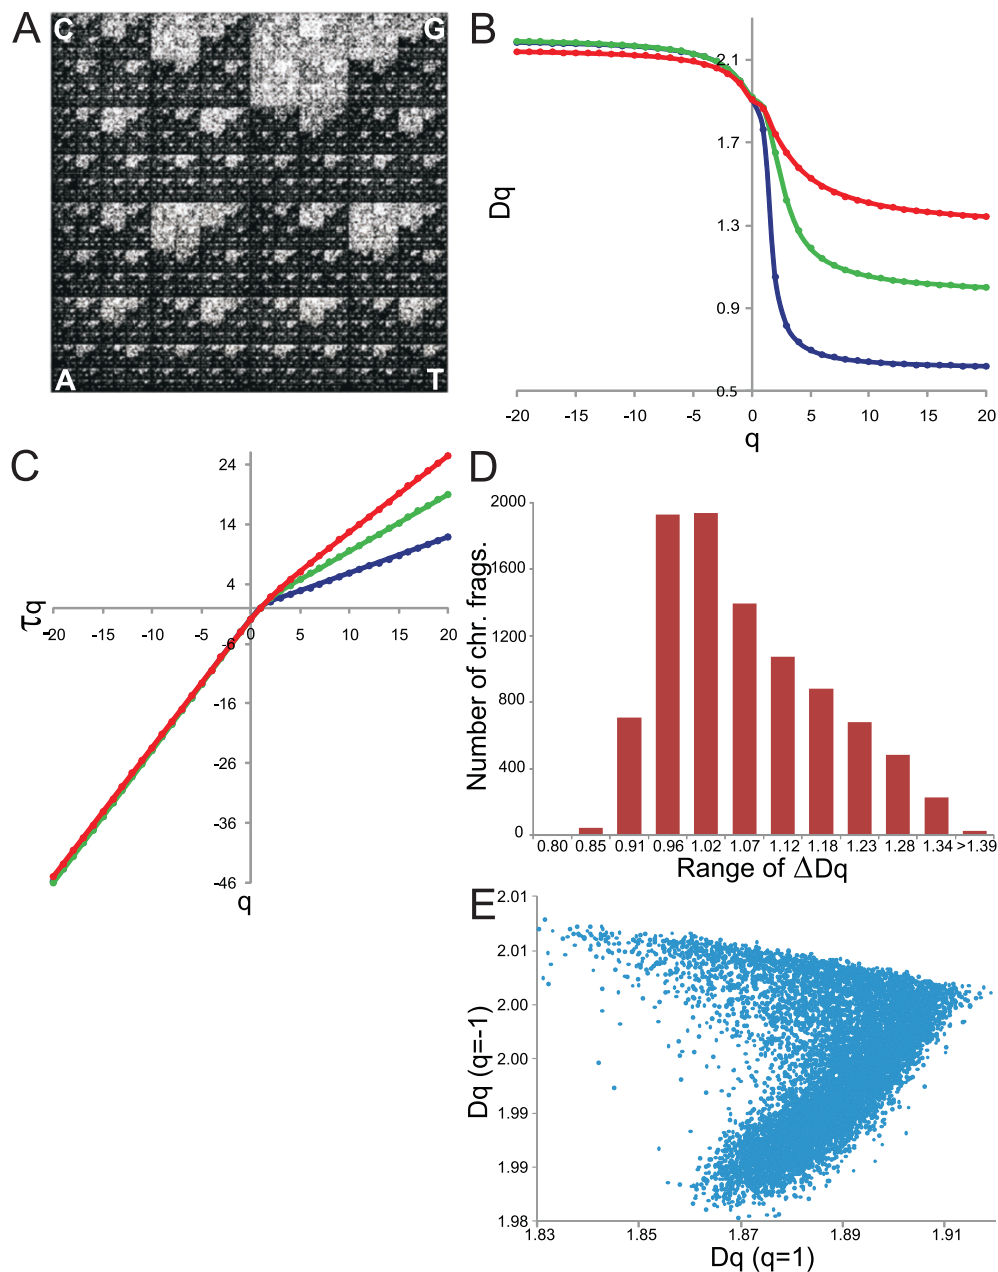 A
C
G
A
T
B
Dq
2.1
1.7
1.3
0.9
0.5
-20 -15 -10 -5 0 5 10 15 20
q
C
τq
24
14
4
-20 -15 -10 -5 0 5 10 15 20
-6
-16
-26
-36
-46
q
D
Number of chr. frags.
2000
1600
1200
800
400
0
0.80 0.85 0.91 0.96 1.02 1.07 1.12 1.18 1.23 1.28 1.34 >1.39
Range of ΔDq
E
Dq (q=-1)
2.01
2.01
2.00
2.00
1.99
1.99
1.98
1.83 1.85 1.87 1.89 1.91
Dq (q=1)